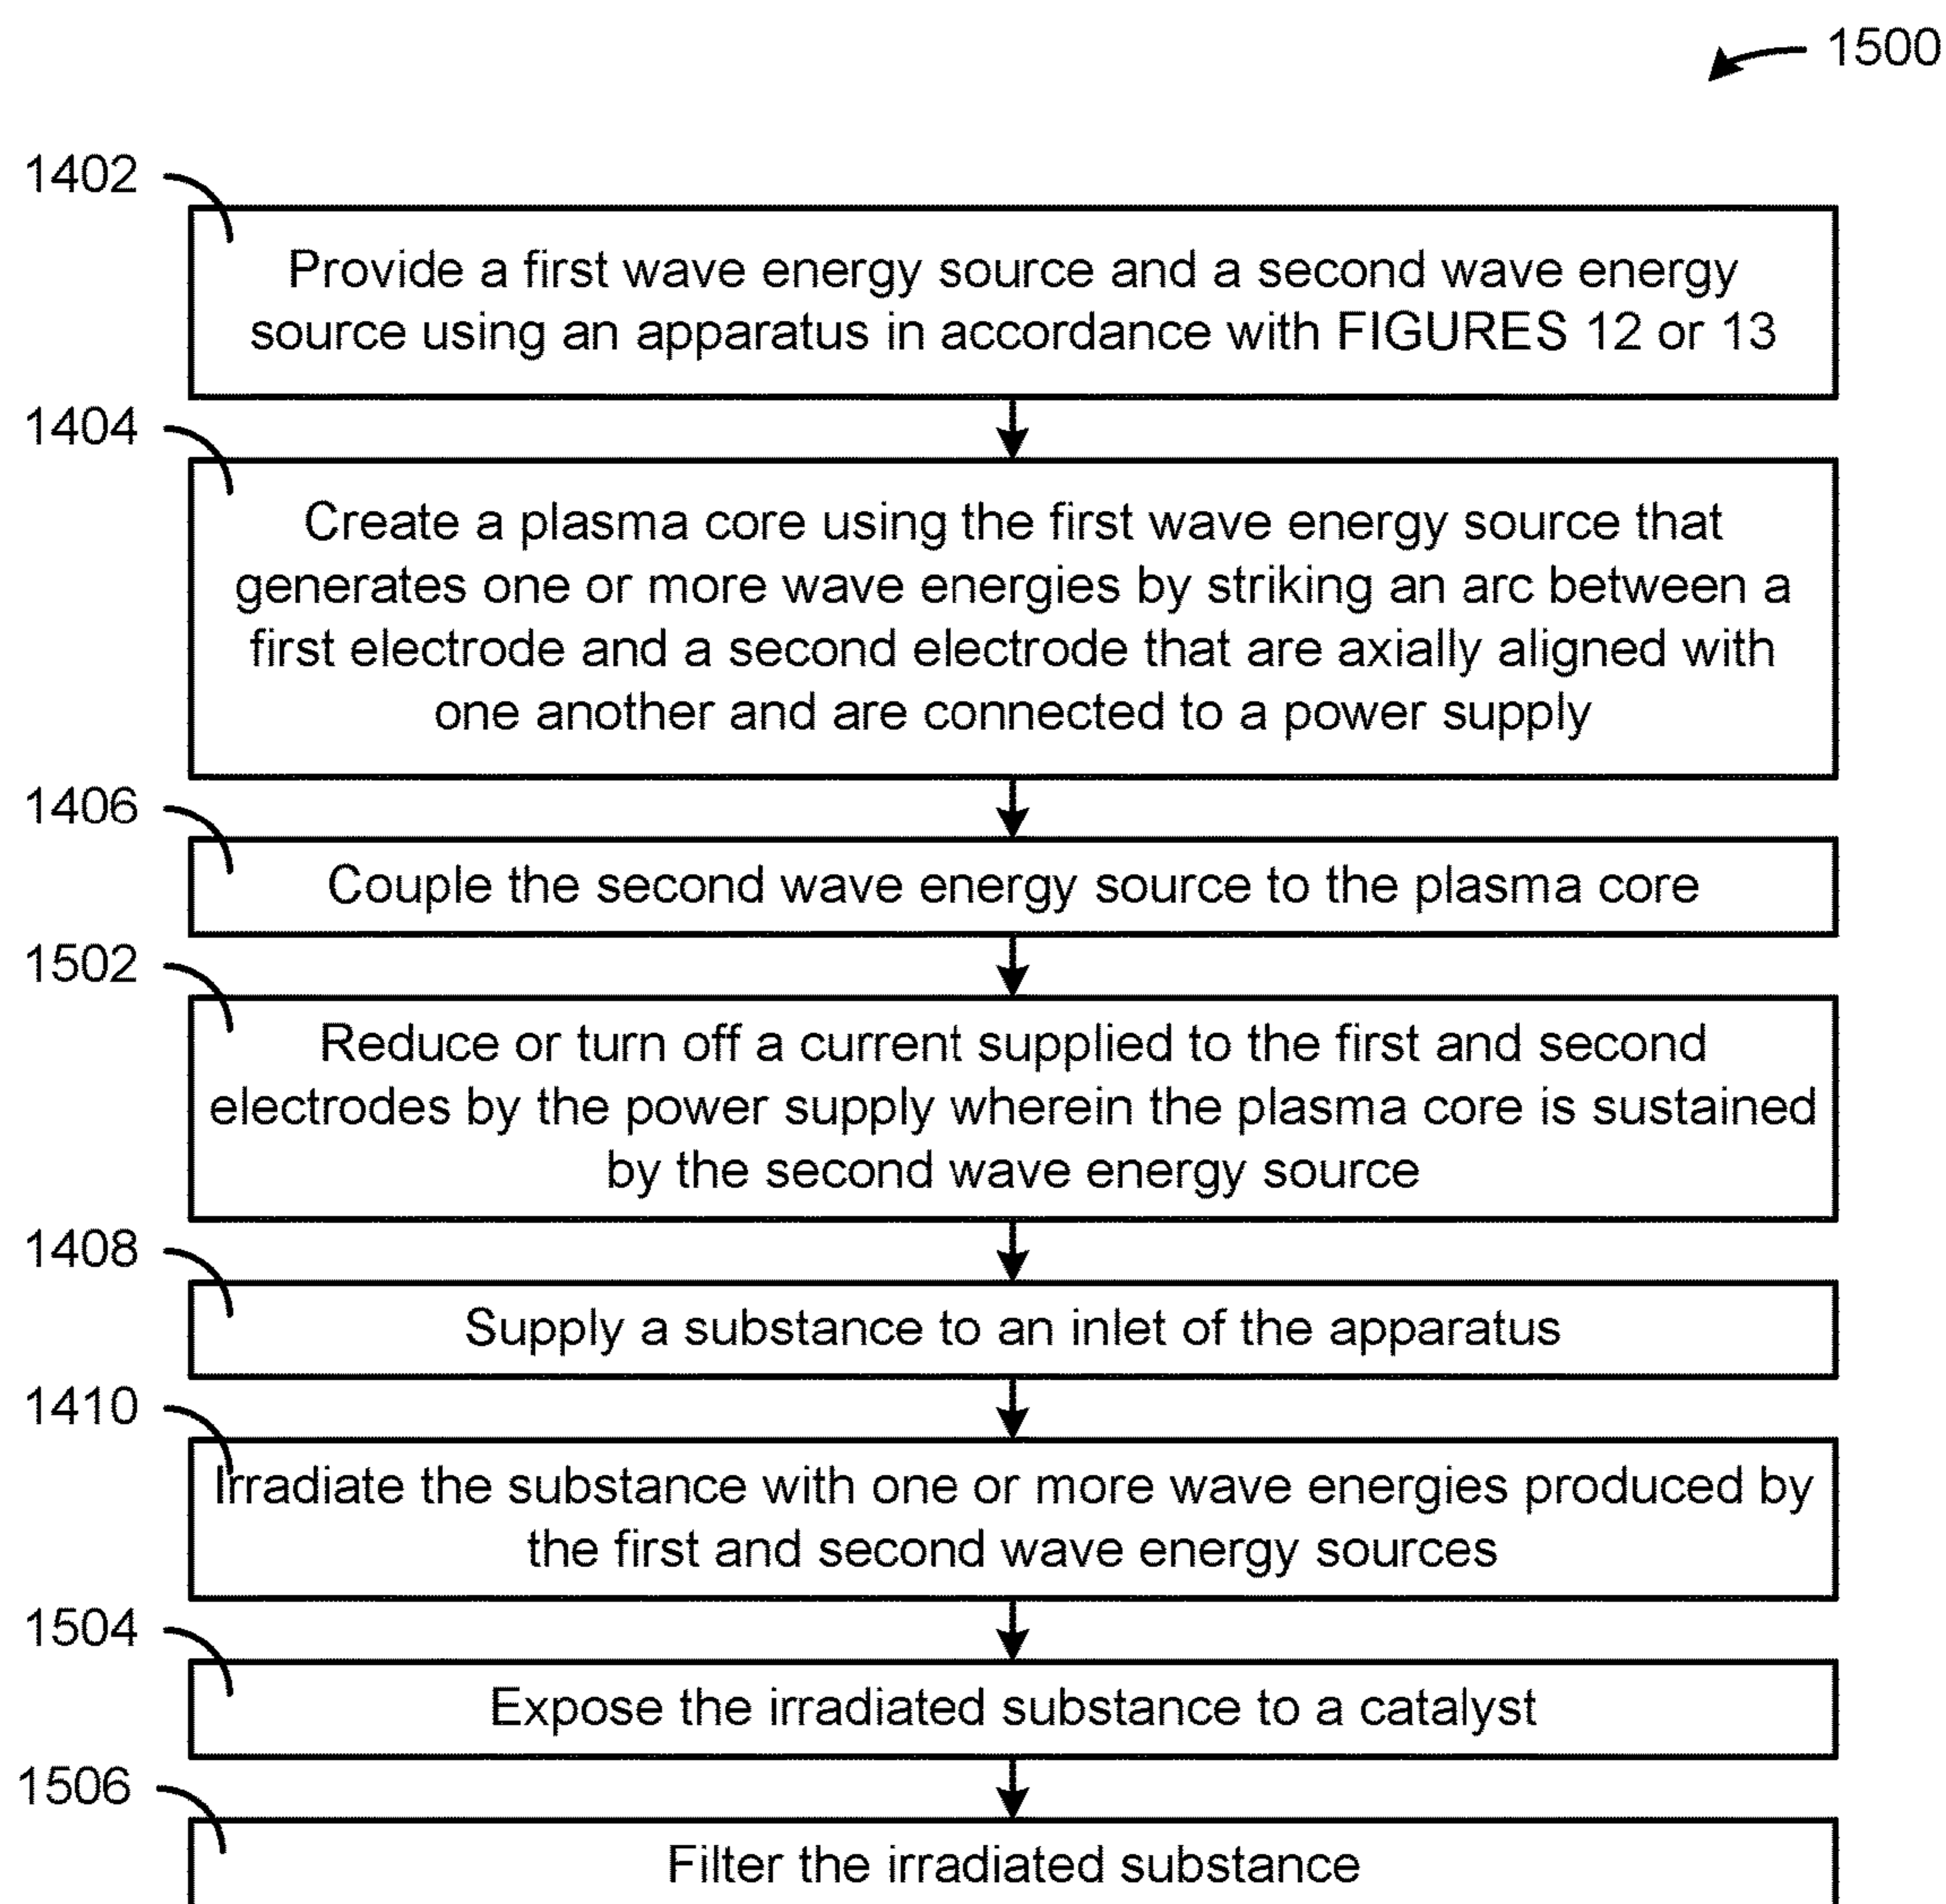 1500
1402
Provide a first wave energy source and a second wave energy
source using an apparatus in accordance with FIGURES 12 or 13
1404
Create a plasma core using the first wave energy source that
generates one or more wave energies by striking an arc between a
first electrode and a second electrode that are axially aligned with
one another and are connected to a power supply
1406
Couple the second wave energy source to the plasma core
1502
Reduce or turn off a current supplied to the first and second
electrodes by the power supply wherein the plasma core is sustained
by the second wave energy source
1408
Supply a substance to an inlet of the apparatus
1410
Irradiate the substance with one or more wave energies produced by
the first and second wave energy sources
1504
Expose the irradiated substance to a catalyst
1506
Filter the irradiated substance